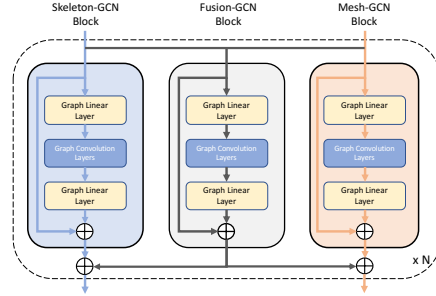 Skeleton-GCN
Block
Fusion-GCN
Block
Mesh-GCN
Block
Graph Linear
Layer
Graph Convolution
Layers
Graph Linear
Layer
Graph Linear
Layer
Graph Convolution
Layers
Graph Linear
Layer
Graph Linear
Layer
Graph Convolution
Layers
Graph Linear
Layer
x N